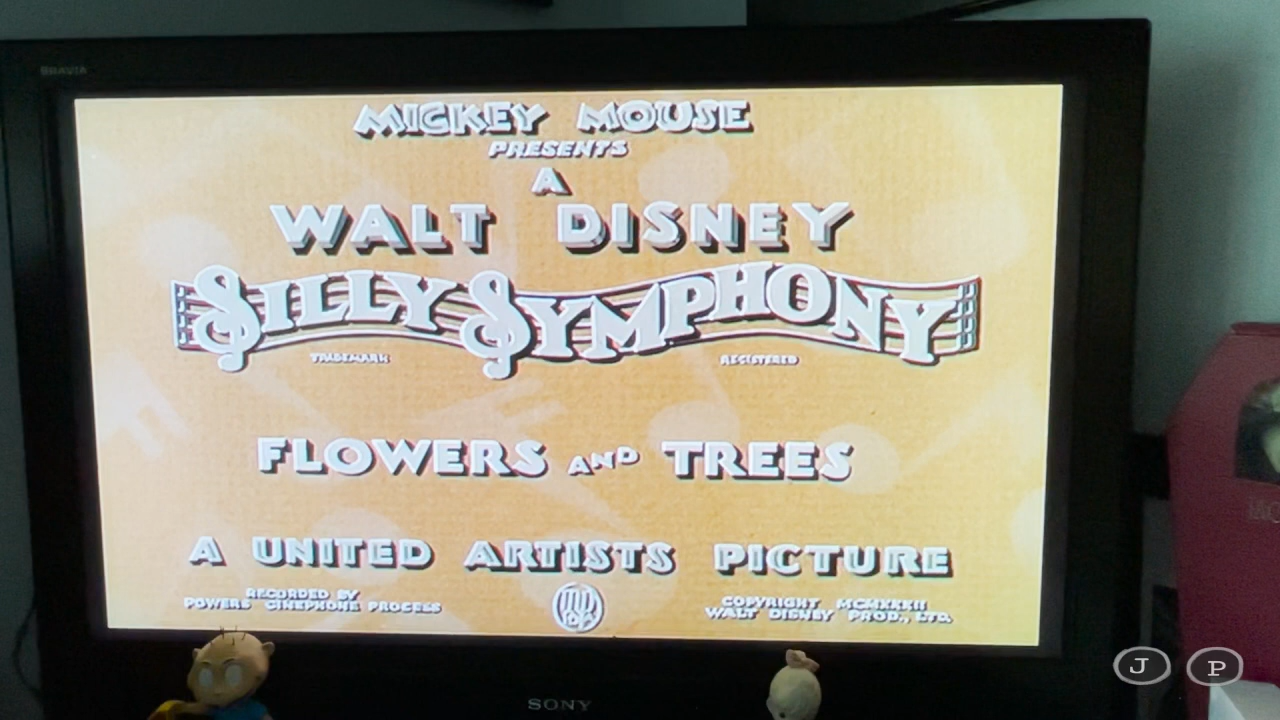 BRAVIA
MICKEY MOUSE
PRESENTS
A
WALT DISNEY
SILLY SYMPHONY
TRADEMARK REGISTERED
FLOWERS AND TREES
A UNITED ARTISTS PICTURE
RECORDED BY
POWERS CINEPHONE PROCESS
COPYRIGHT MCMXXXII
WALT DISNEY PROD., LTD.
SONY
J P